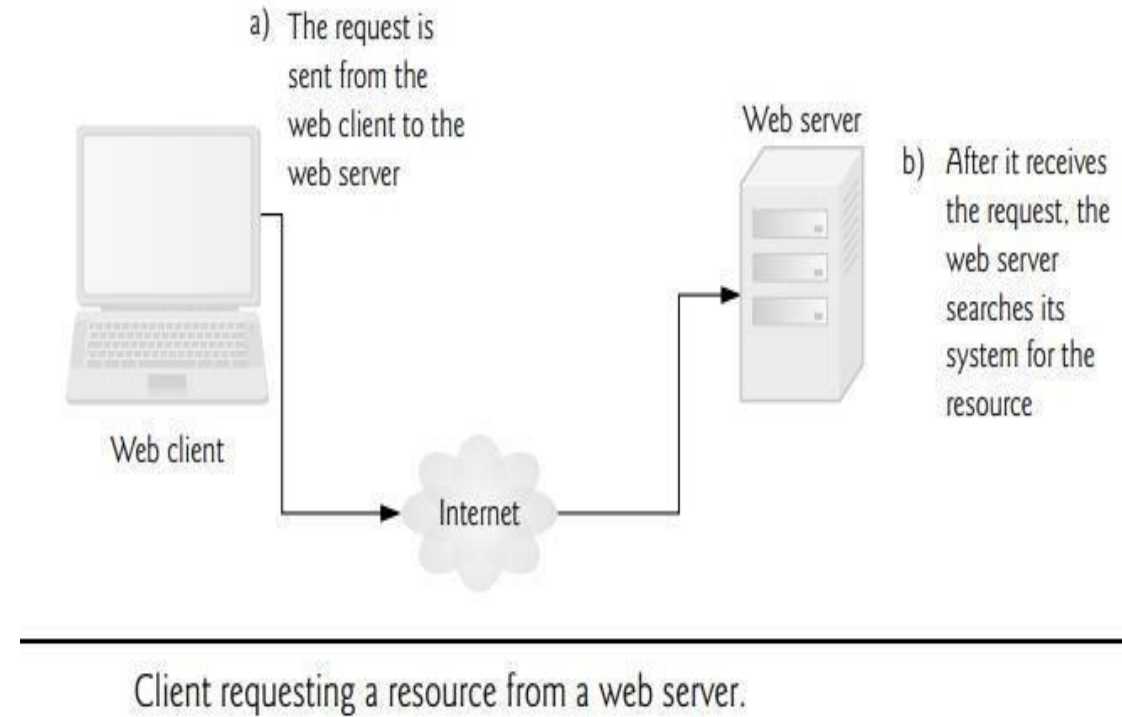 a) The request is
sent from the
web client to the
web server
Web server
b) After it receives
the request, the
web server
searches its
system for the
resource
Web client
Internet
Client requesting a resource from a web server.